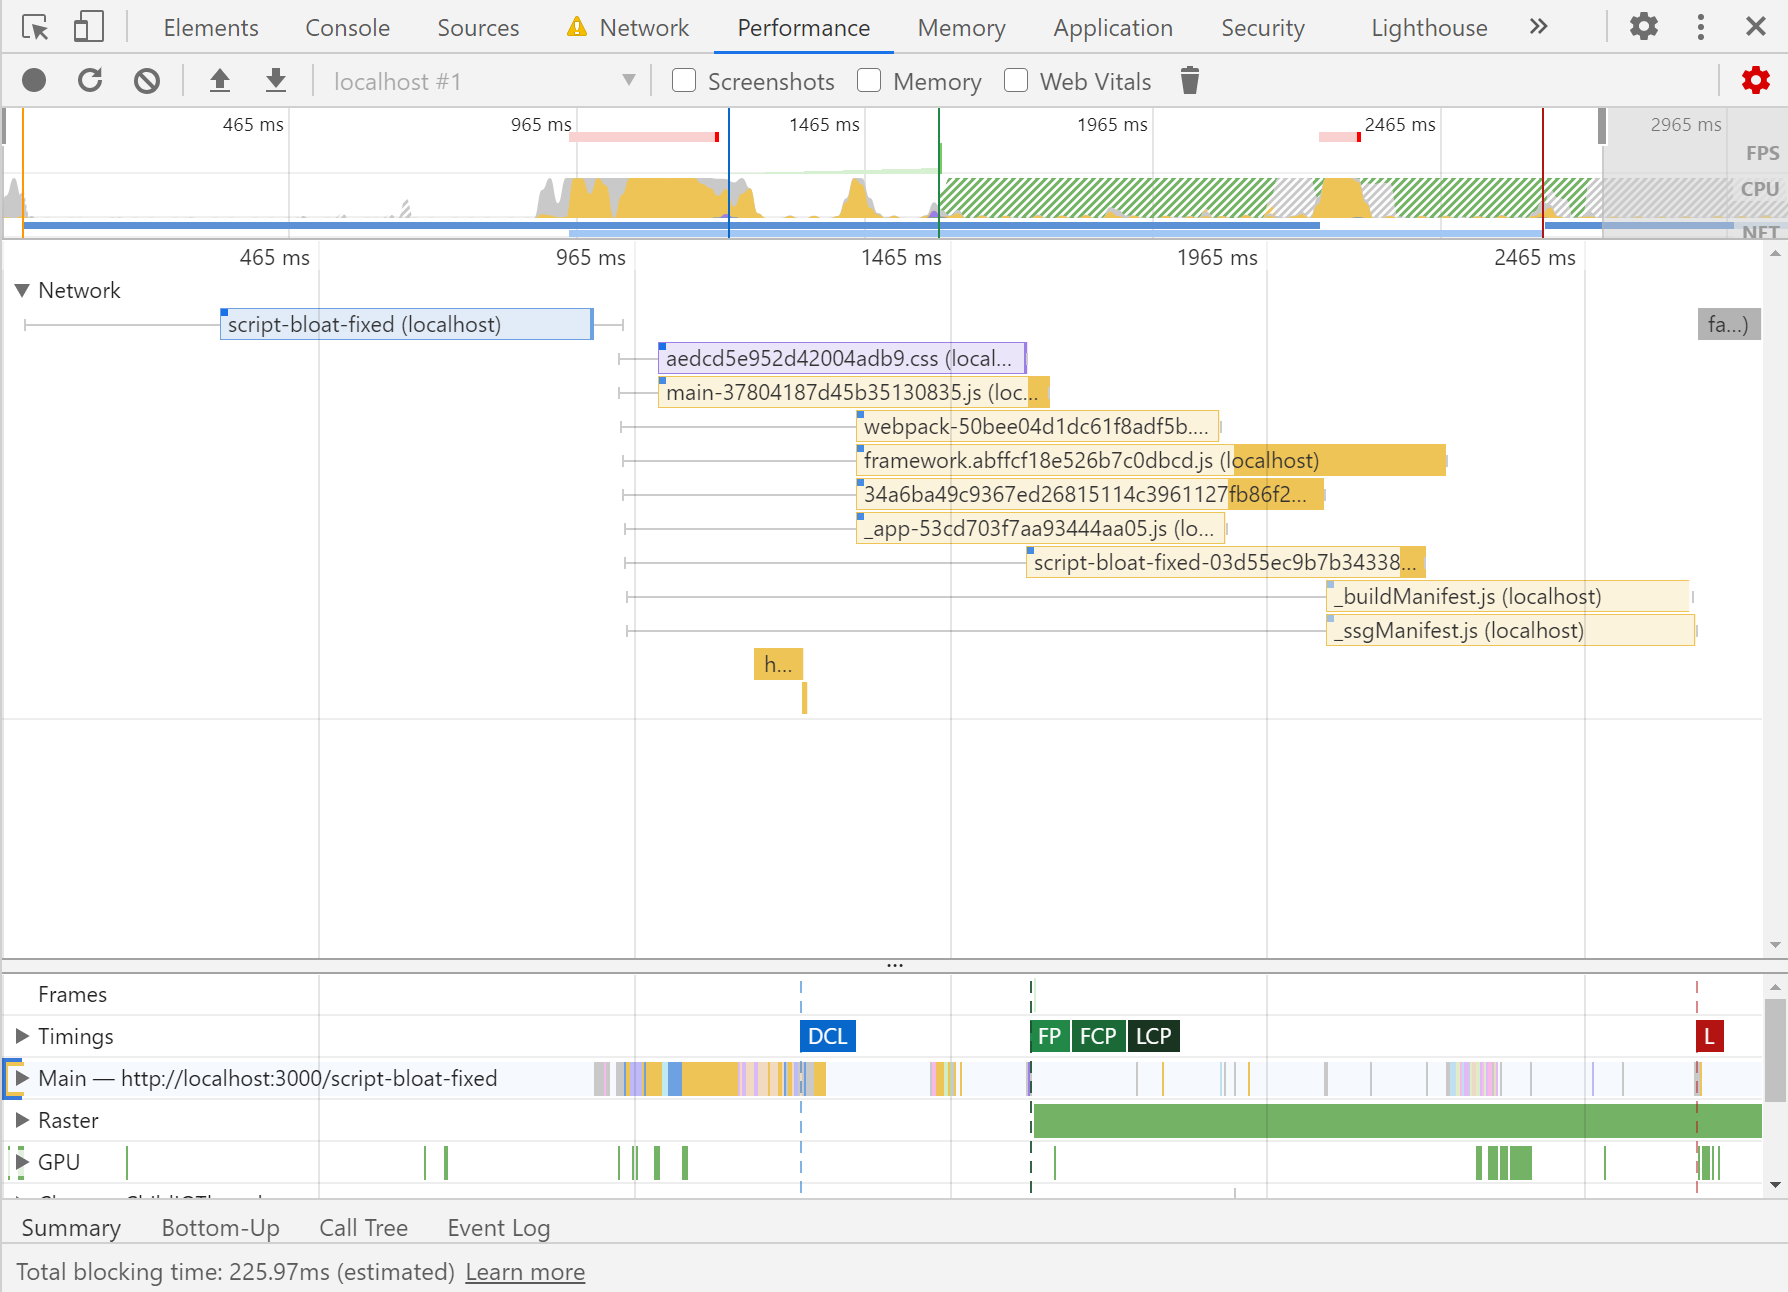 Elements Console Sources Network Performance Memory Application Security Lighthouse
localhost #1 Screenshots Memory Web Vitals
465 ms 965 ms 1465 ms 1965 ms 2465 ms 2965 ms
FPS
CPU
NET
465 ms 965 ms 1465 ms 1965 ms 2465 ms
Network
script-bloat-fixed (localhost) fa...)
aedcd5e952d42004adb9.css (local...
main-37804187d45b35130835.js (loc...
webpack-50bee04d1dc61f8adf5b....
framework.abffcf18e526b7c0dbcd.js (localhost)
34a6ba49c9367ed26815114c3961127fb86f2...
_app-53cd703f7aa93444aa05.js (lo...
script-bloat-fixed-03d55ec9b7b34338...
_buildManifest.js (localhost)
_ssgManifest.js (localhost)
h...
...
Frames
Timings DCL FP FCP LCP L
Main — http://localhost:3000/script-bloat-fixed
Raster
GPU
Summary Bottom-Up Call Tree Event Log
Total blocking time: 225.97ms (estimated) Learn more